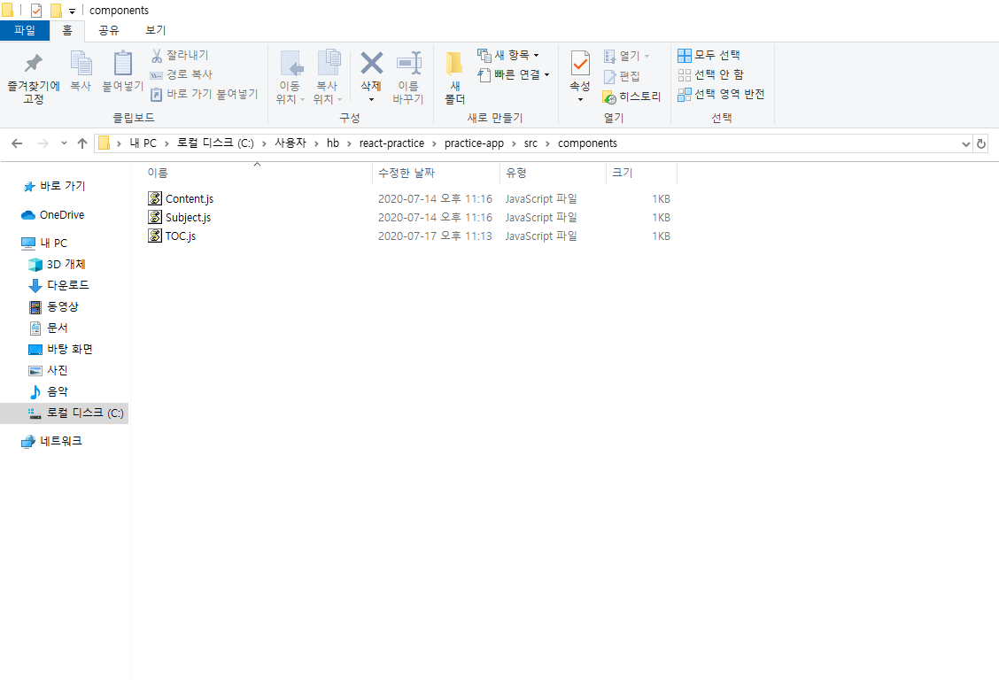 components
파일 홈 공유 보기
즐겨찾기에 고정
복사
붙여넣기
잘라내기
경로 복사
바로 가기 붙여넣기
클립보드
이동 위치
복사 위치
삭제
이름 바꾸기
구성
새 폴더
새 항목
빠른 연결
새로 만들기
속성
열기
편집
히스토리
열기
모두 선택
선택 안 함
선택 영역 반전
선택
내 PC > 로컬 디스크 (C:) > 사용자 > hb > react-practice > practice-app > src > components
바로 가기
OneDrive
내 PC
3D 개체
다운로드
동영상
문서
바탕 화면
사진
음악
로컬 디스크 (C:)
네트워크
이름 수정한 날짜 유형 크기
Content.js 2020-07-14 오후 11:16 JavaScript 파일 1KB
Subject.js 2020-07-14 오후 11:16 JavaScript 파일 1KB
TOC.js 2020-07-17 오후 11:13 JavaScript 파일 1KB